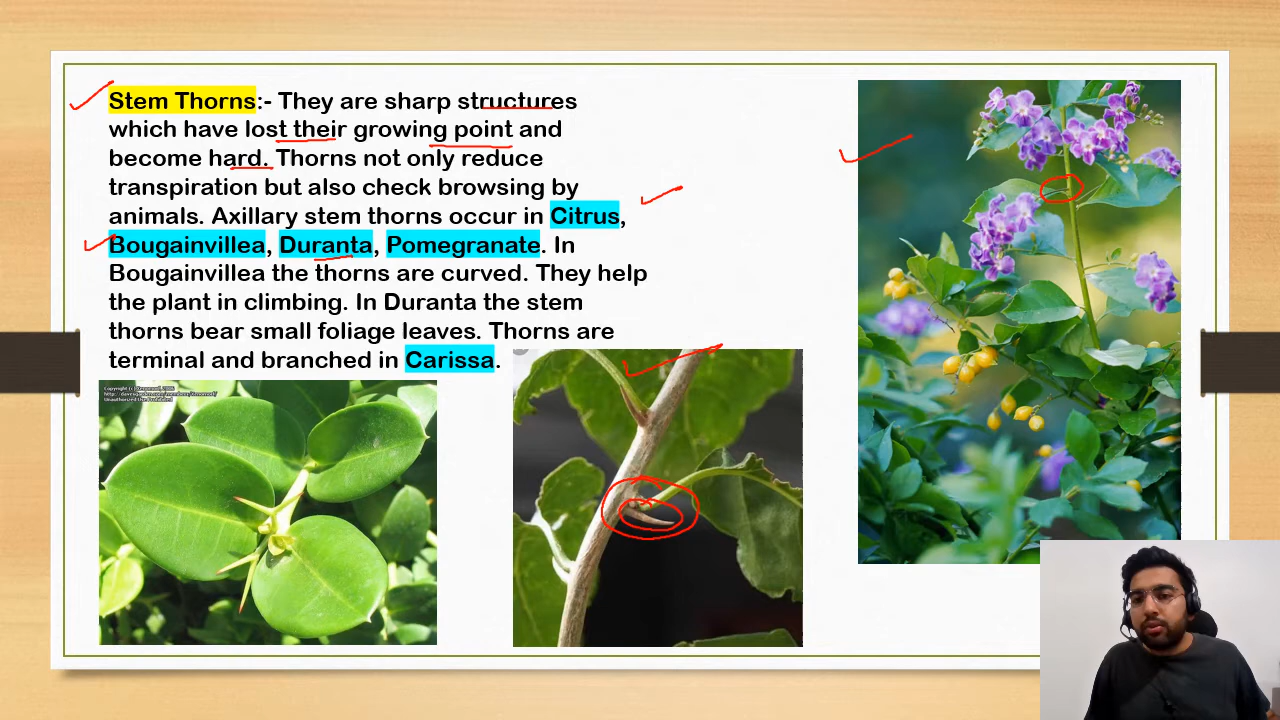 Stem Thorns:- They are sharp structures
which have lost their growing point and
become hard. Thorns not only reduce
transpiration but also check browsing by
animals. Axillary stem thorns occur in Citrus,
Bougainvillea, Duranta, Pomegranate. In
Bougainvillea the thorns are curved. They help
the plant in climbing. In Duranta the stem
thorns bear small foliage leaves. Thorns are
terminal and branched in Carissa.